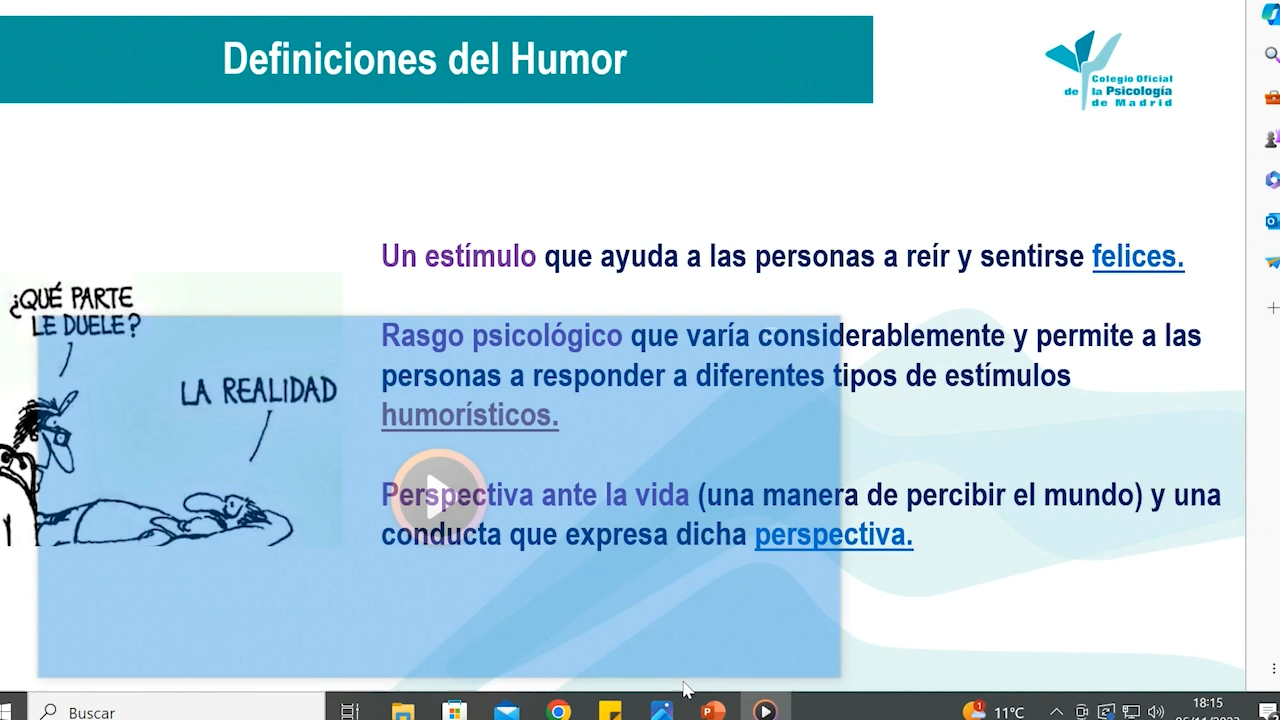 Definiciones del Humor
Colegio Oficial
de la Psicología
de Madrid
Un estímulo que ayuda a las personas a reír y sentirse felices.
¿QUÉ PARTE
LE DUELE?
LA REALIDAD
Rasgo psicológico que varía considerablemente y permite a las
personas a responder a diferentes tipos de estímulos
humorísticos.
Perspectiva ante la vida (una manera de percibir el mundo) y una
conducta que expresa dicha perspectiva.
Buscar
1
11°C
18:15